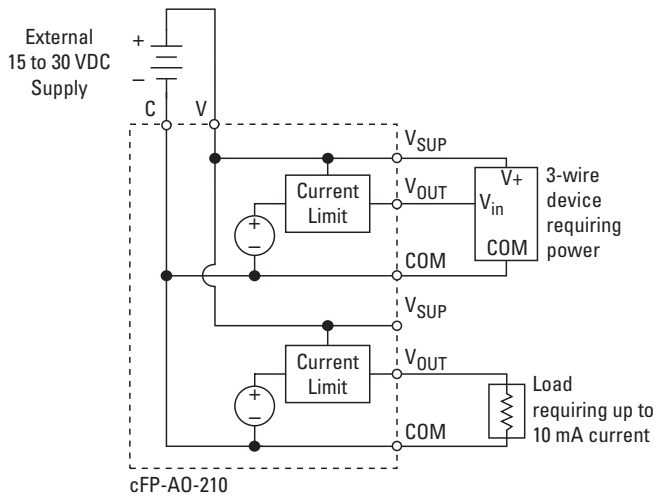 External
15 to 30 VDC
Supply
+
–
C
V
VSUP
VOUT
Current
Limit
+
–
COM
V+
Vin
COM
3-wire
device
requiring
power
VSUP
VOUT
Current
Limit
+
–
COM
Load
requiring up to
10 mA current
cFP-AO-210